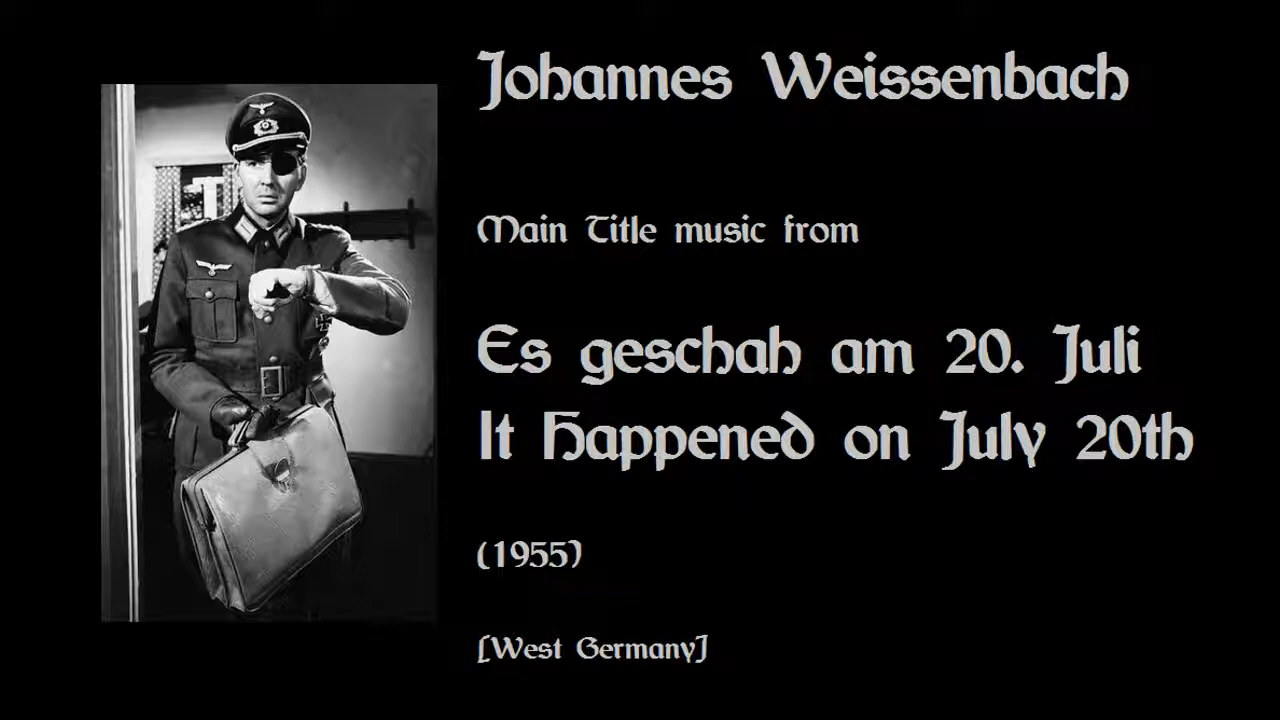 Johannes Weissenbach
Main Title music from
Es geschah am 20. Juli
It Happened on July 20th
(1955)
[West Germany]